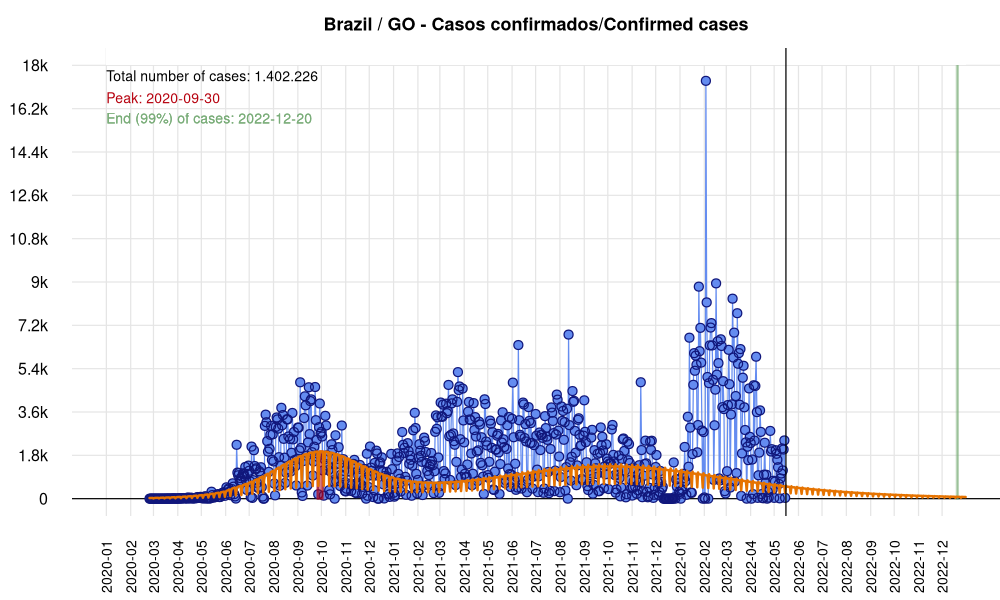 Brazil / GO - Casos confirmados/Confirmed cases
Total number of cases: 1.402.226
Peak: 2020-09-30
End (99%) of cases: 2022-12-20
18k
16.2k
14.4k
12.6k
10.8k
9k
7.2k
5.4k
3.6k
1.8k
0
2020-01
2020-02
2020-03
2020-04
2020-05
2020-06
2020-07
2020-08
2020-09
2020-10
2020-11
2020-12
2021-01
2021-02
2021-03
2021-04
2021-05
2021-06
2021-07
2021-08
2021-09
2021-10
2021-11
2021-12
2022-01
2022-02
2022-03
2022-04
2022-05
2022-06
2022-07
2022-08
2022-09
2022-10
2022-11
2022-12